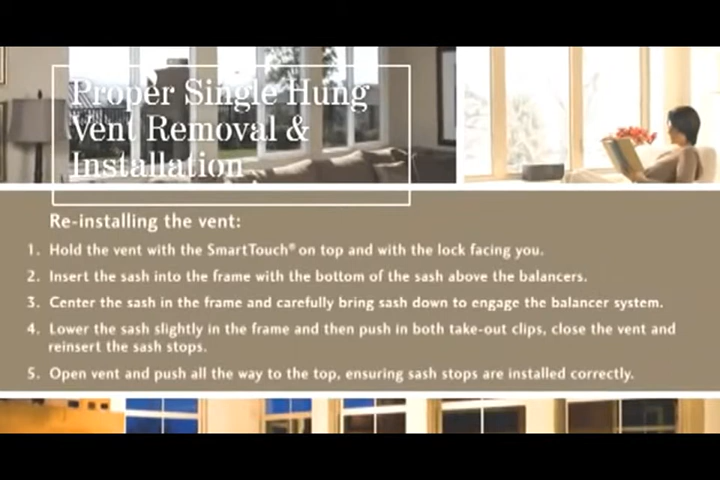 Proper Single Hung
Vent Removal &
Installation
Re-installing the vent:
1. Hold the vent with the SmartTouch® on top and with the lock facing you.
2. Insert the sash into the frame with the bottom of the sash above the balancers.
3. Center the sash in the frame and carefully bring sash down to engage the balancer system.
4. Lower the sash slightly in the frame and then push in both take-out clips, close the vent and
reinsert the sash stops.
5. Open vent and push all the way to the top, ensuring sash stops are installed correctly.